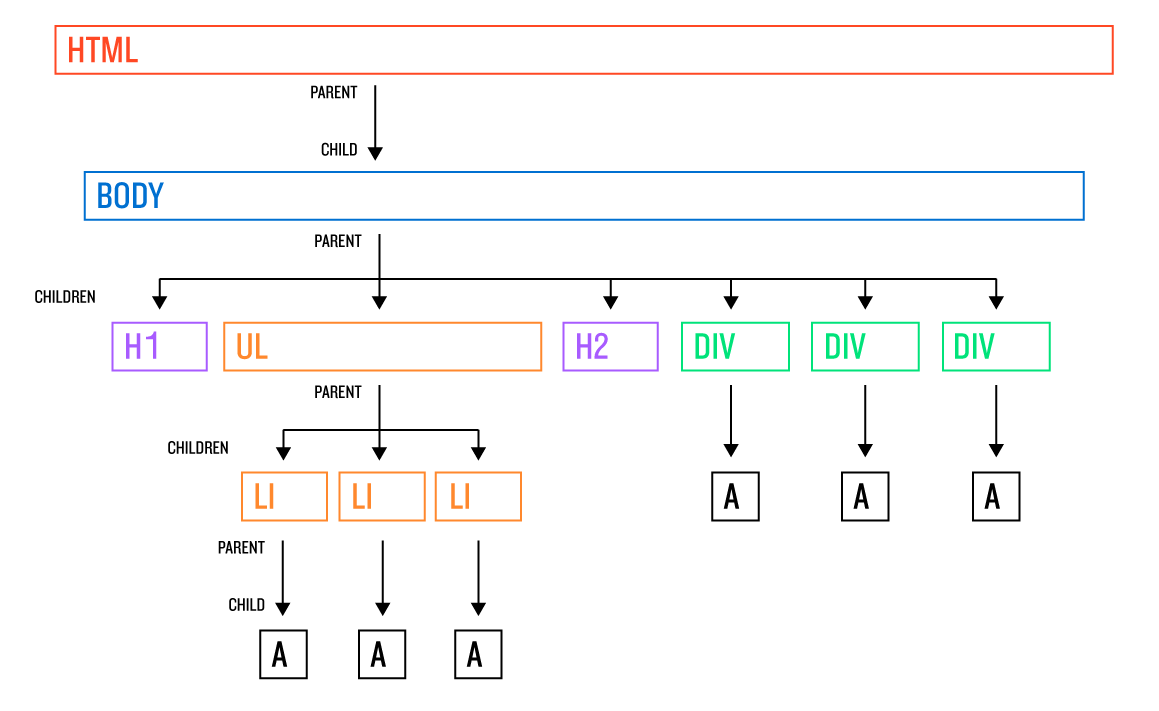 HTML
PARENT
CHILD
BODY
PARENT
CHILDREN
H1 UL H2 DIV DIV DIV
PARENT
CHILDREN
LI LI LI A A A
PARENT
CHILD
A A A